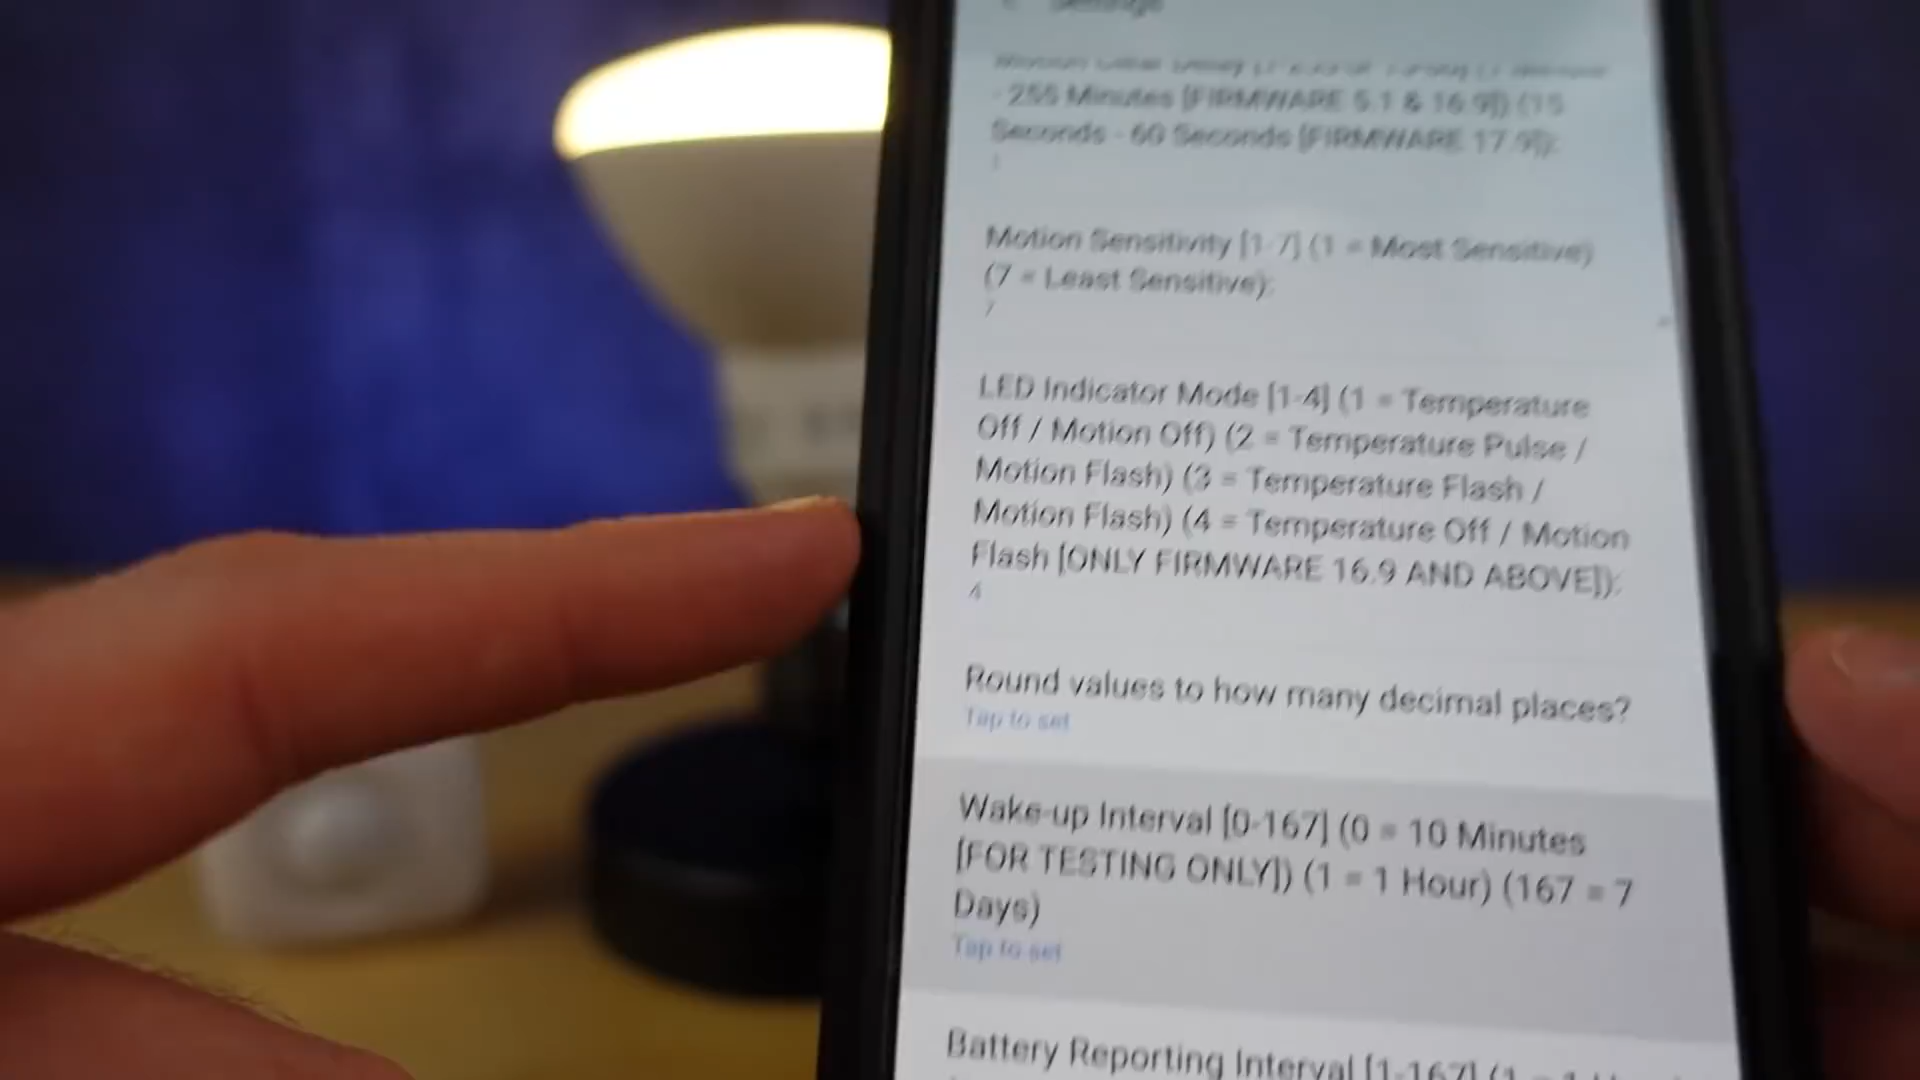 Settings
- 255 Minutes [FIRMWARE 5.1 & 16.9]) (15
Seconds - 60 Seconds [FIRMWARE 17.9]);
Motion Sensitivity [1-7] (1 = Most Sensitive)
(7 = Least Sensitive);
7
LED Indicator Mode [1-4] (1 = Temperature
Off / Motion Off) (2 = Temperature Pulse /
Motion Flash) (3 = Temperature Flash /
Motion Flash) (4 = Temperature Off / Motion
Flash [ONLY FIRMWARE 16.9 AND ABOVE]);
4
Round values to how many decimal places?
Tap to set
Wake-up Interval [0-167] (0 = 10 Minutes
[FOR TESTING ONLY]) (1 = 1 Hour) (167 = 7
Days)
Tap to set
Battery Reporting Interval [1-167] (1 = 1